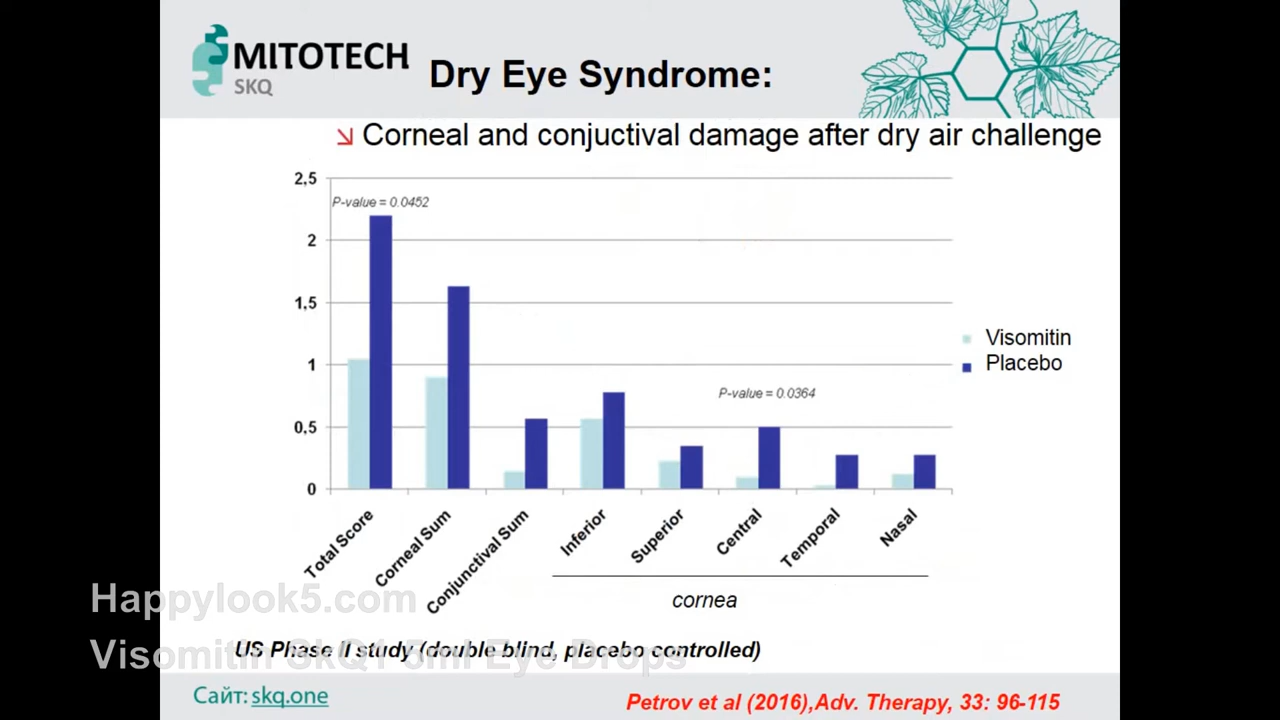 MITOTECH
SKQ
Dry Eye Syndrome:
↘ Corneal and conjuctival damage after dry air challenge
2,5
P-value = 0.0452
2
1,5
1
0,5
0
P-value = 0.0364
Visomitin
Placebo
Total Score
Corneal Sum
Conjunctival Sum
Inferior
Superior
Central
Temporal
Nasal
cornea
Happylook5.com
US Phase II study (double blind, placebo controlled)
Visomitin SkQ1 5ml Eye Drops
Сайт: skq.one
Petrov et al (2016),Adv. Therapy, 33: 96-115